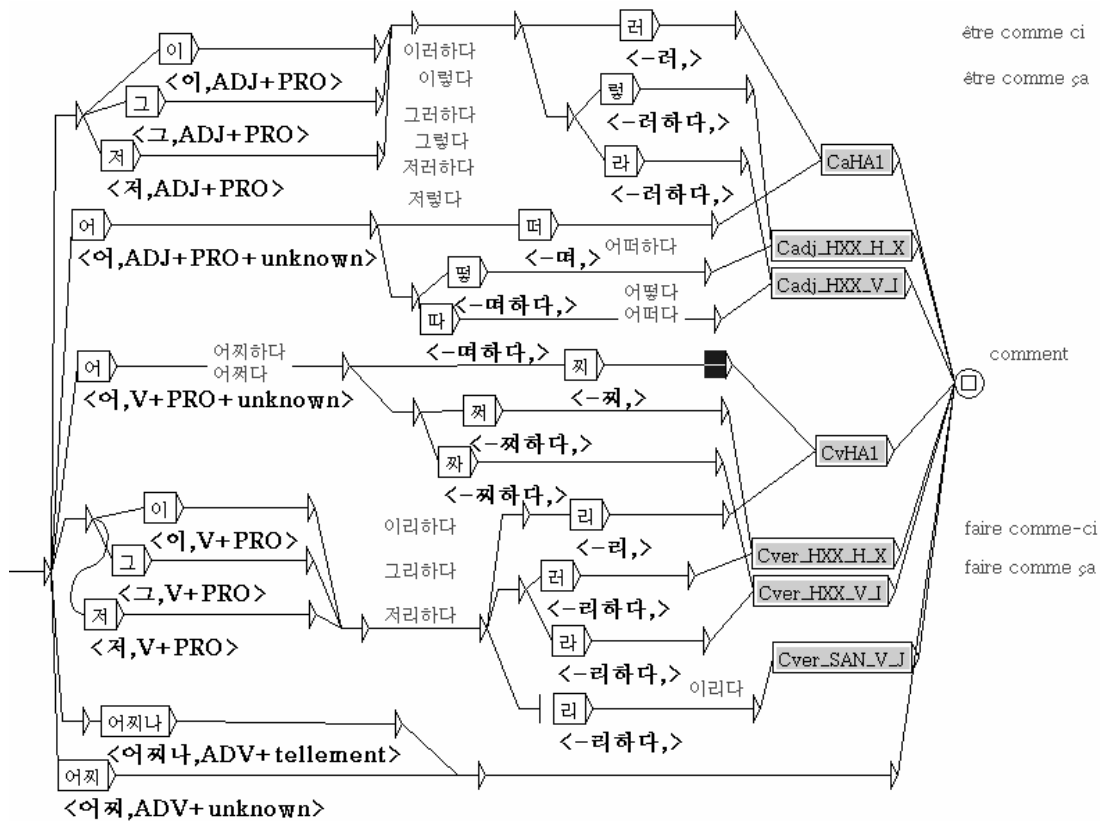 러
être comme ci
<-러,>
이
이러하다
<이,ADJ+PRO>
이렇다
렇
être comme ça
그
<-러하다,>
그러하다
<그,ADJ+PRO>
그렇다
저
저러하다
라
CaHA1
<저,ADJ+PRO>
<-러하다,>
저렇다
어
떠
<어,ADJ+PRO+unknown>
<-떠,>
어떠하다
Cadj_HXX_H_X
떻
<-떠하다,>
어떻다
Cadj_HXX_V_I
따
어떠다
<-떠하다,>
어찌하다
어쩌다
comment
어
찌
<어,V+PRO+unknown>
<-찌,>
쩌
<-찌하다,>
CvHA1
짜
<-찌하다,>
이
이리하다
리
<이,V+PRO>
<-리,>
faire comme-ci
그
그리하다
러
Cver_HXX_H_X
faire comme ça
<그,V+PRO>
<-리하다,>
Cver_HXX_V_I
저
저리하다
라
<저,V+PRO>
<-리하다,>
Cver_SAN_V_J
이리다
리
<-리하다,>
어찌나
<어찌나,ADV+tellement>
어찌
<어찌,ADV+unknown>